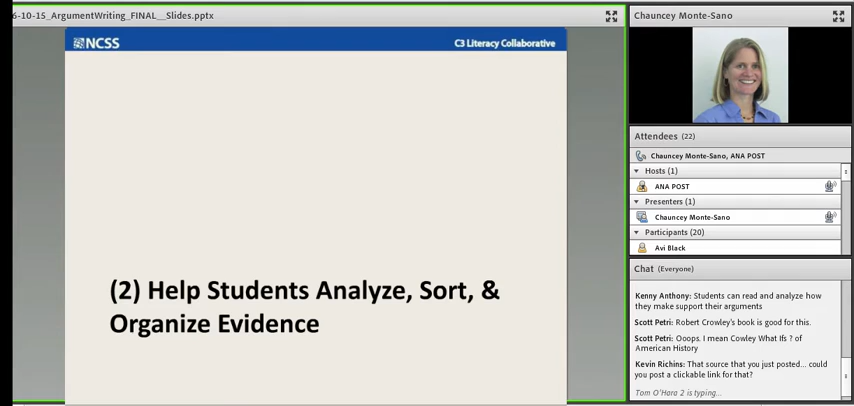 6-10-15_ArgumentWriting_FINAL__Slides.pptx
NCSS
C3 Literacy Collaborative
(2) Help Students Analyze, Sort, &
Organize Evidence
Chauncey Monte-Sano
Attendees (22)
Chauncey Monte-Sano, ANA POST
Hosts (1)
ANA POST
Presenters (1)
Chauncey Monte-Sano
Participants (20)
Avi Black
Chat (Everyone)
Kenny Anthony: Students can read and analyze how
they make support their arguments
Scott Petri: Robert Crowley's book is good for this.
Scott Petri: Ooops. I mean Cowley What Ifs ? of
American History
Kevin Richins: That source that you just posted... could
you post a clickable link for that?
Tom O'Hara 2 is typing...